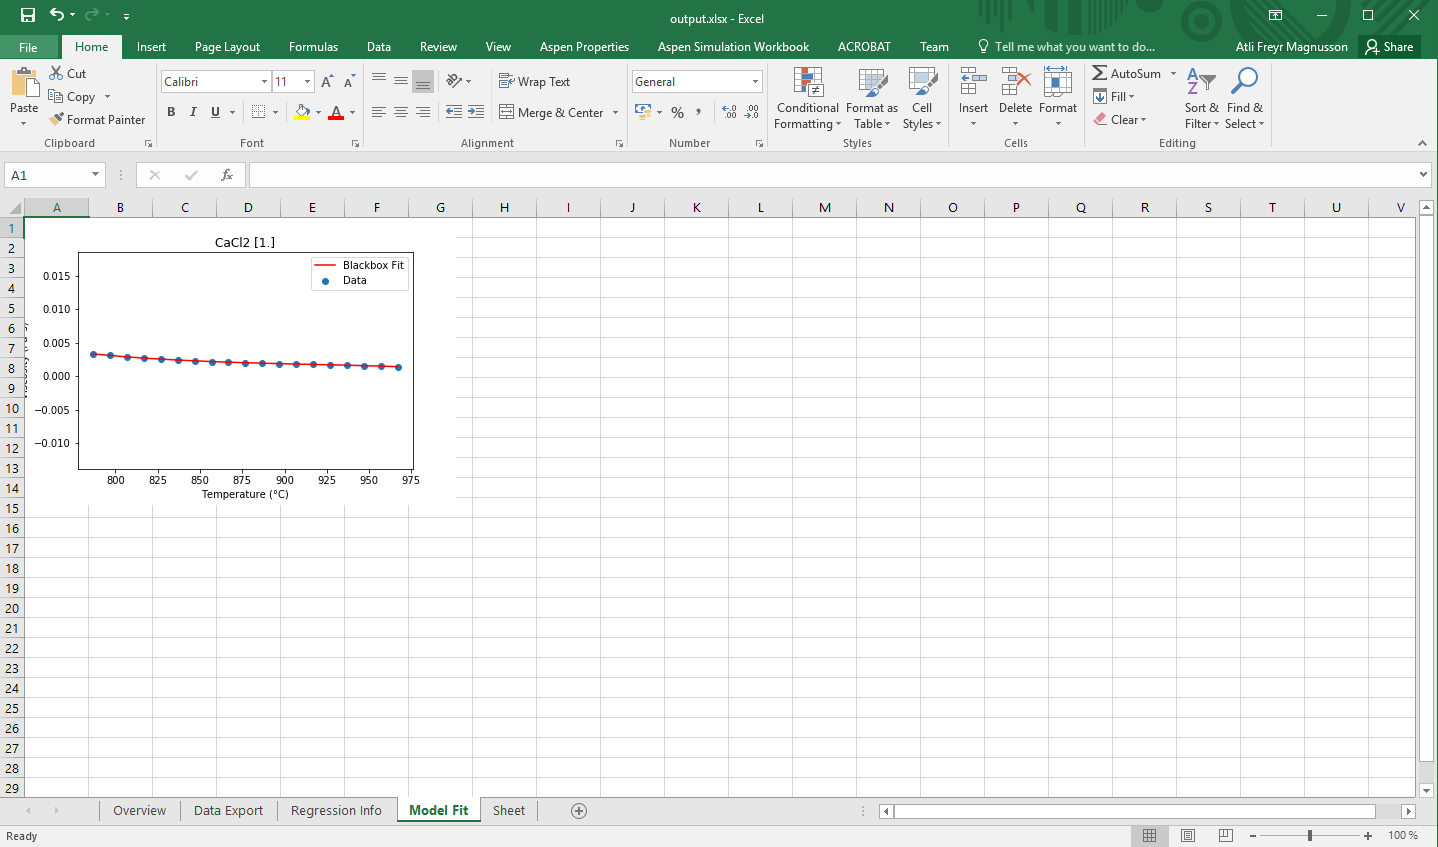 output.xlsx - Excel
File Home Insert Page Layout Formulas Data Review View Aspen Properties Aspen Simulation Workbook ACROBAT Team Tell me what you want to do... Atli Freyr Magnusson Share
Paste
Cut
Copy
Format Painter
Clipboard
Calibri 11
B I U
Font
Wrap Text
Merge & Center
Alignment
General
%
Number
Conditional Formatting
Format as Table
Cell Styles
Styles
Insert Delete Format
Cells
AutoSum
Fill
Clear
Sort & Filter
Find & Select
Editing
A1
fx
A B C D E F G H I J K L M N O P Q R S T U V
1
2
3
4
5
6
7
8
9
10
11
12
13
14
15
16
17
18
19
20
21
22
23
24
25
26
27
28
29
CaCl2 [1.]
Blackbox Fit
Data
0.015
0.010
0.005
0.000
−0.005
−0.010
800 825 850 875 900 925 950 975
Temperature (°C)
Overview Data Export Regression Info Model Fit Sheet
Ready
100 %